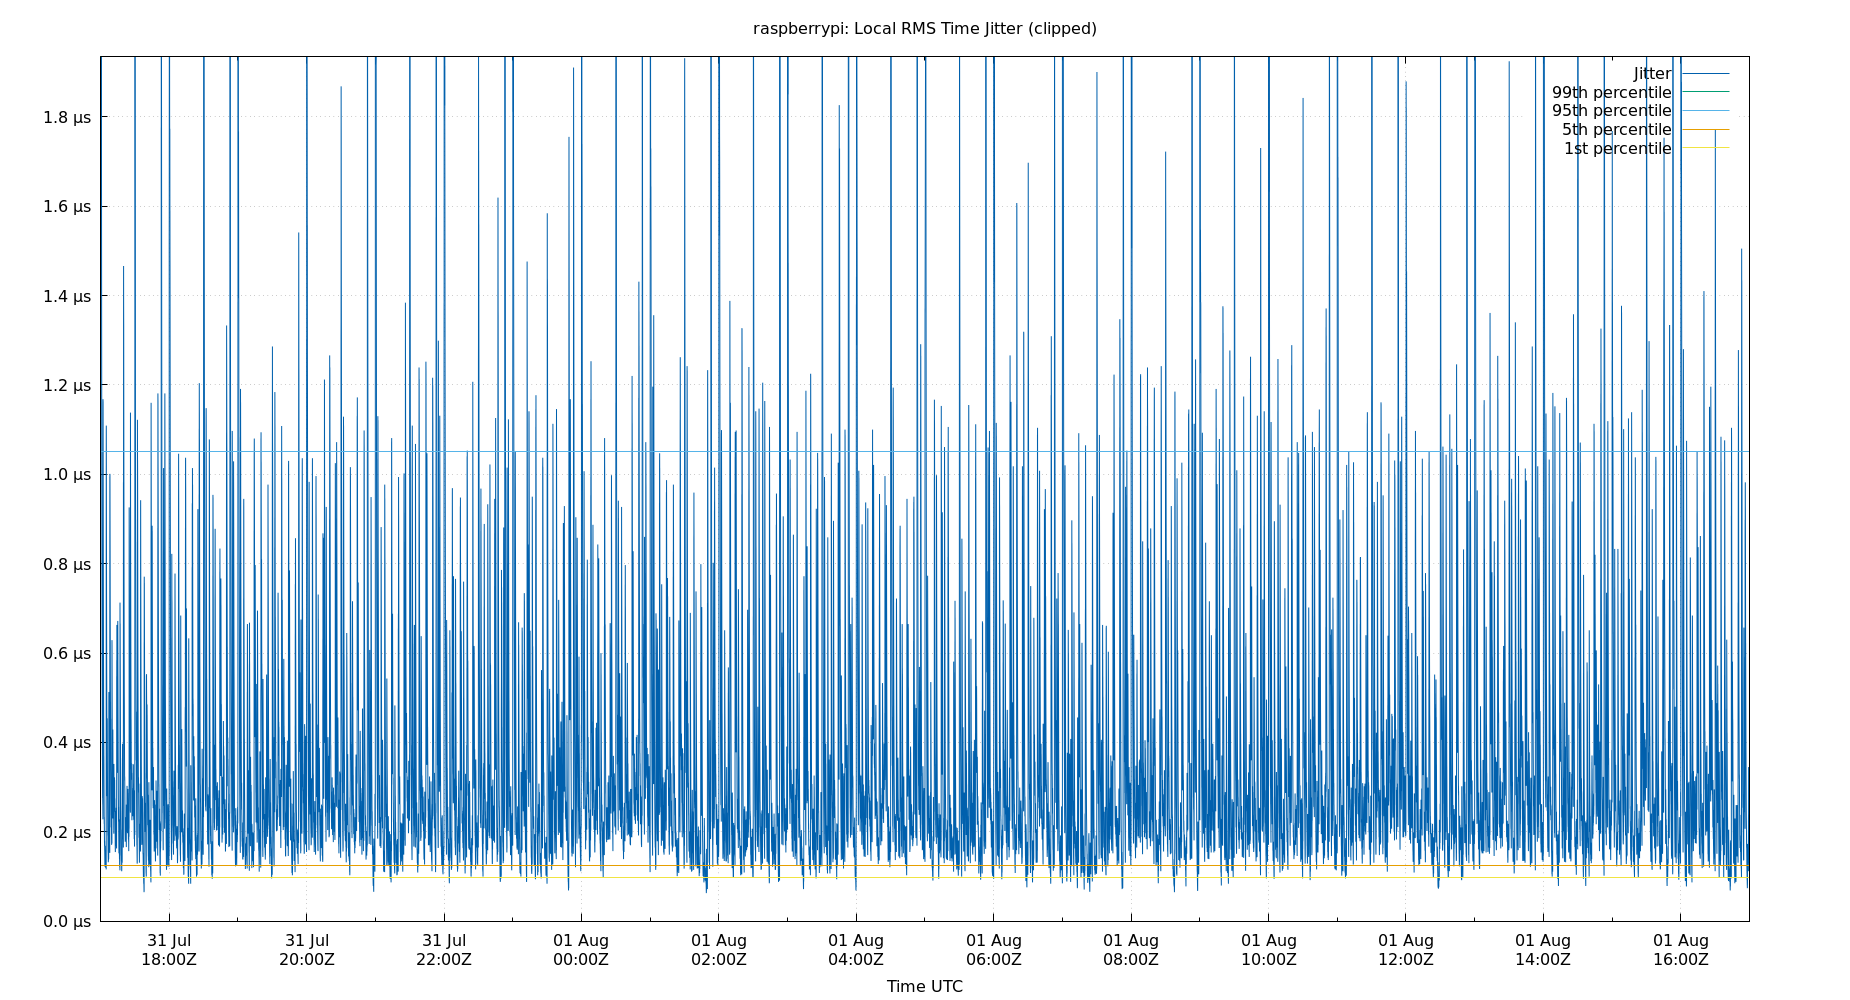 raspberrypi: Local RMS Time Jitter (clipped)
Jitter
99th percentile
95th percentile
5th percentile
1st percentile
1.8 µs
1.6 µs
1.4 µs
1.2 µs
1.0 µs
0.8 µs
0.6 µs
0.4 µs
0.2 µs
0.0 µs
31 Jul 31 Jul 31 Jul 01 Aug 01 Aug 01 Aug 01 Aug 01 Aug 01 Aug 01 Aug 01 Aug 01 Aug
18:00Z 20:00Z 22:00Z 00:00Z 02:00Z 04:00Z 06:00Z 08:00Z 10:00Z 12:00Z 14:00Z 16:00Z
Time UTC